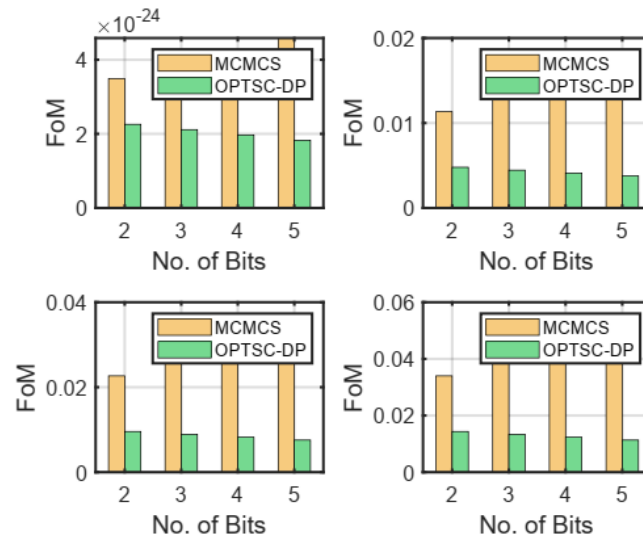 ×10-24
4
2
0
FoM
MCMCS
OPTSC-DP
2 3 4 5
No. of Bits
0.02
0.01
0
FoM
MCMCS
OPTSC-DP
2 3 4 5
No. of Bits
0.04
0.02
0
FoM
MCMCS
OPTSC-DP
2 3 4 5
No. of Bits
0.06
0.04
0.02
0
FoM
MCMCS
OPTSC-DP
2 3 4 5
No. of Bits